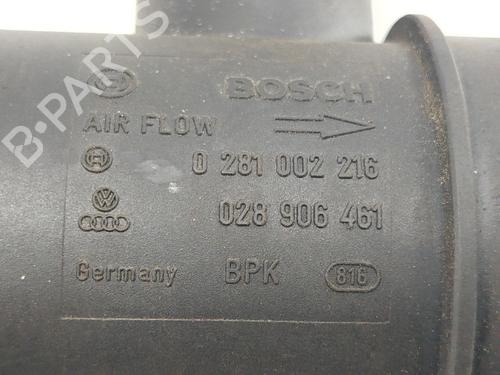 BOSCH
AIR FLOW
0 281 002 216
028 906 461
Germany BPK 816
B-PARTS